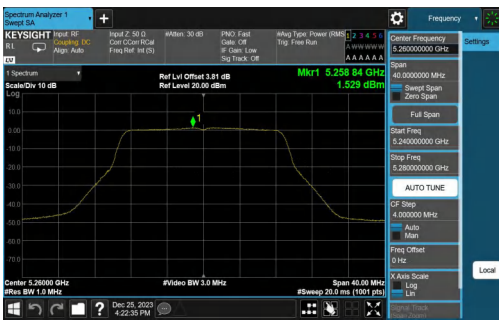 Spectrum Analyzer 1
Swept SA
Frequency
KEYSIGHT
Input: RF
Coupling: DC
Align: Auto
Input Z: 50 Ω
Corr CCorr RCal
Freq Ref: Int (S)
#Atten: 30 dB
PNO: Fast
Gate: Off
IF Gain: Low
Sig Track: Off
#Avg Type: Power (RMS
Trig: Free Run
1 2 3 4 5 6
A W W W W W
A A A A A A
RL
LW
1 Spectrum
Scale/Div 10 dB
Log
Ref Lvl Offset 3.81 dB
Ref Level 20.00 dBm
Mkr1 5.258 84 GHz
1.529 dBm
1
10.0
0.00
-10.0
-20.0
-30.0
-40.0
-50.0
-60.0
-70.0
Center 5.26000 GHz
#Res BW 1.0 MHz
#Video BW 3.0 MHz
Span 40.00 MHz
#Sweep 20.0 ms (1001 pts)
Dec 25, 2023
4:22:35 PM
Center Frequency
5.260000000 GHz
Settings
Span
40.0000000 MHz
Swept Span
Zero Span
Full Span
Start Freq
5.240000000 GHz
Stop Freq
5.280000000 GHz
AUTO TUNE
CF Step
4.000000 MHz
Auto
Man
Freq Offset
0 Hz
X Axis Scale
Log
Lin
Local
Signal Track